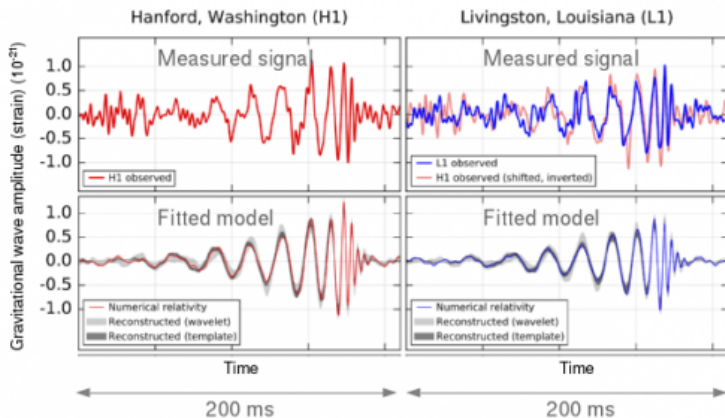 Hanford, Washington (H1)
Livingston, Louisiana (L1)
Gravitational wave amplitude (strain) (10⁻²¹)
Measured signal
1.0
0.5
0.0
-0.5
-1.0
H1 observed
Measured signal
L1 observed
H1 observed (shifted, inverted)
Fitted model
1.0
0.5
0.0
-0.5
-1.0
Numerical relativity
Reconstructed (wavelet)
Reconstructed (template)
Fitted model
Numerical relativity
Reconstructed (wavelet)
Reconstructed (template)
Time
Time
200 ms
200 ms